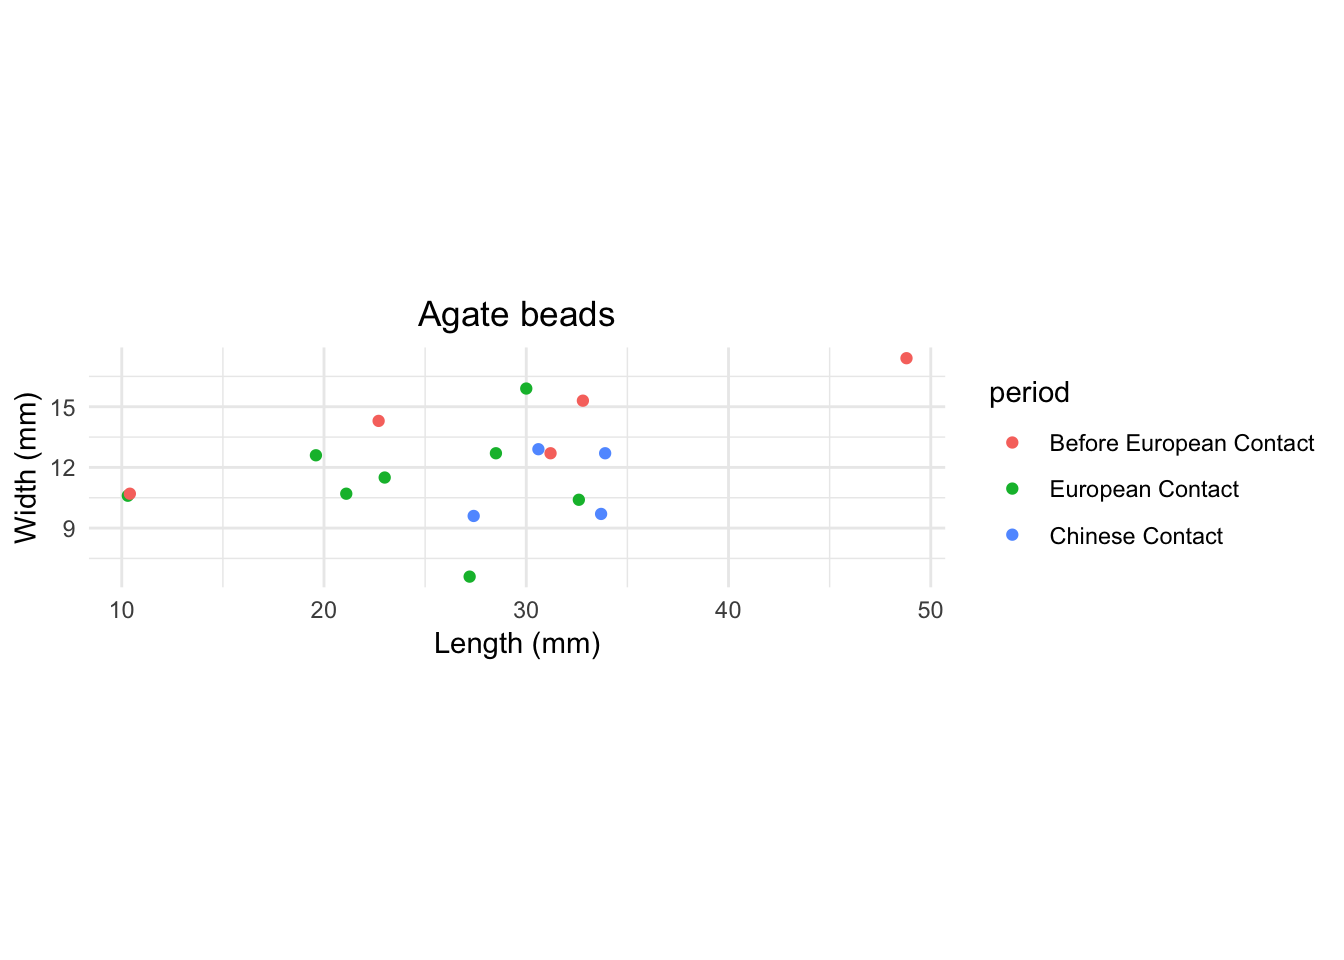 Agate beads
Width (mm)
15
12
9
10 20 30 40 50
Length (mm)
period
Before European Contact
European Contact
Chinese Contact